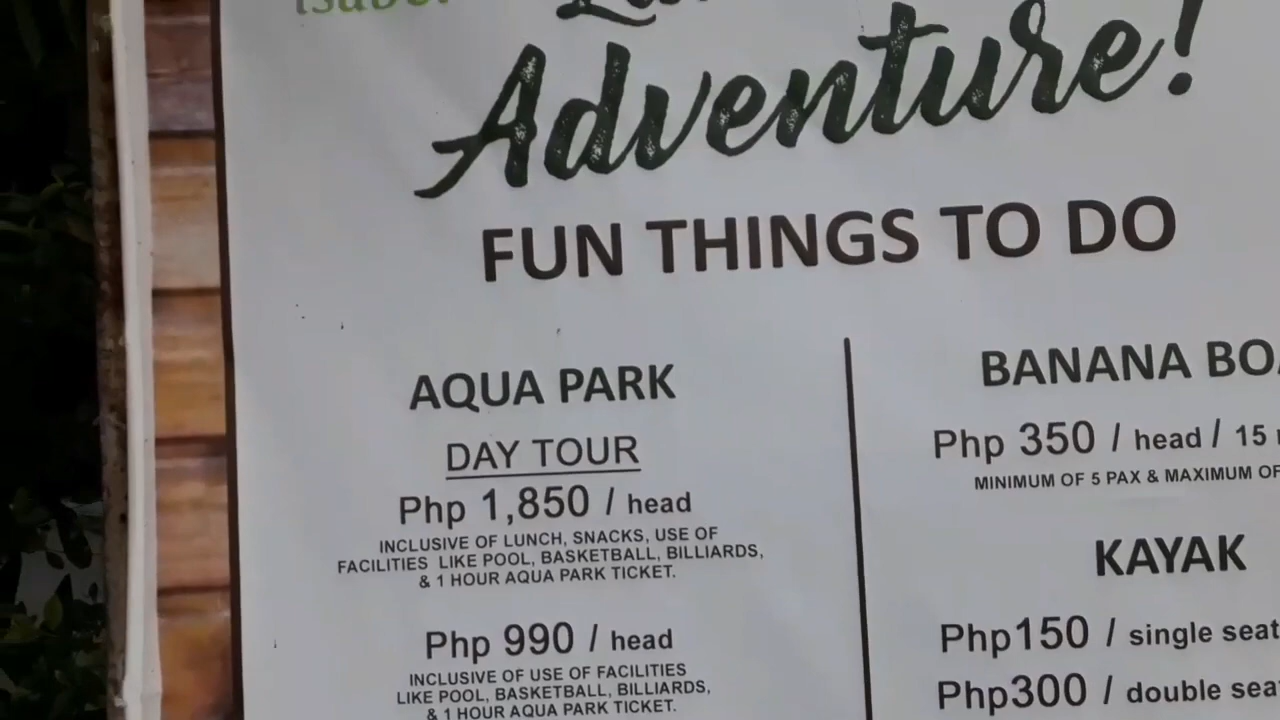 Adventure!
FUN THINGS TO DO
AQUA PARK
DAY TOUR
Php 1,850 / head
INCLUSIVE OF LUNCH, SNACKS, USE OF
FACILITIES LIKE POOL, BASKETBALL, BILLIARDS,
& 1 HOUR AQUA PARK TICKET.
Php 990 / head
INCLUSIVE OF USE OF FACILITIES
LIKE POOL, BASKETBALL, BILLIARDS,
& 1 HOUR AQUA PARK TICKET.
BANANA
Php 350 / head / 15
MINIMUM OF 5 PAX & MAXIMUM OF
KAYAK
Php150 / single seat
Php300 / double